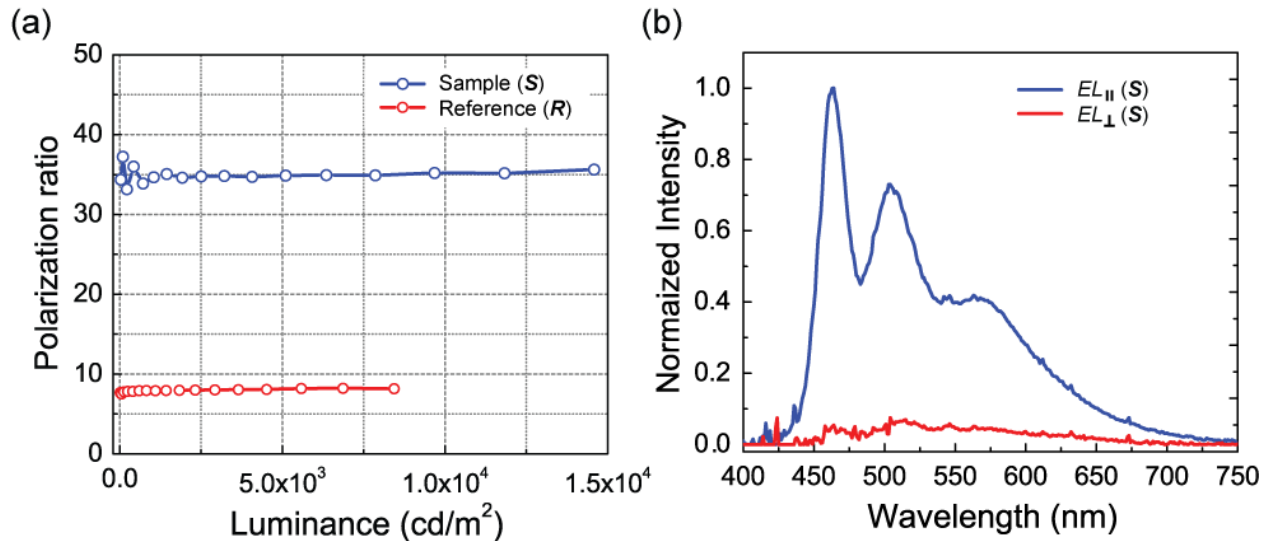 (a)
50
40
30
20
10
0
Polarization ratio
Sample (S)
Reference (R)
0.0
5.0x10³
1.0x10⁴
1.5x10⁴
Luminance (cd/m²)
(b)
1.0
0.8
0.6
0.4
0.2
0.0
Normaized Intensity
EL॥ (S)
EL⊥ (S)
400
450
500
550
600
650
700
750
Wavelength (nm)